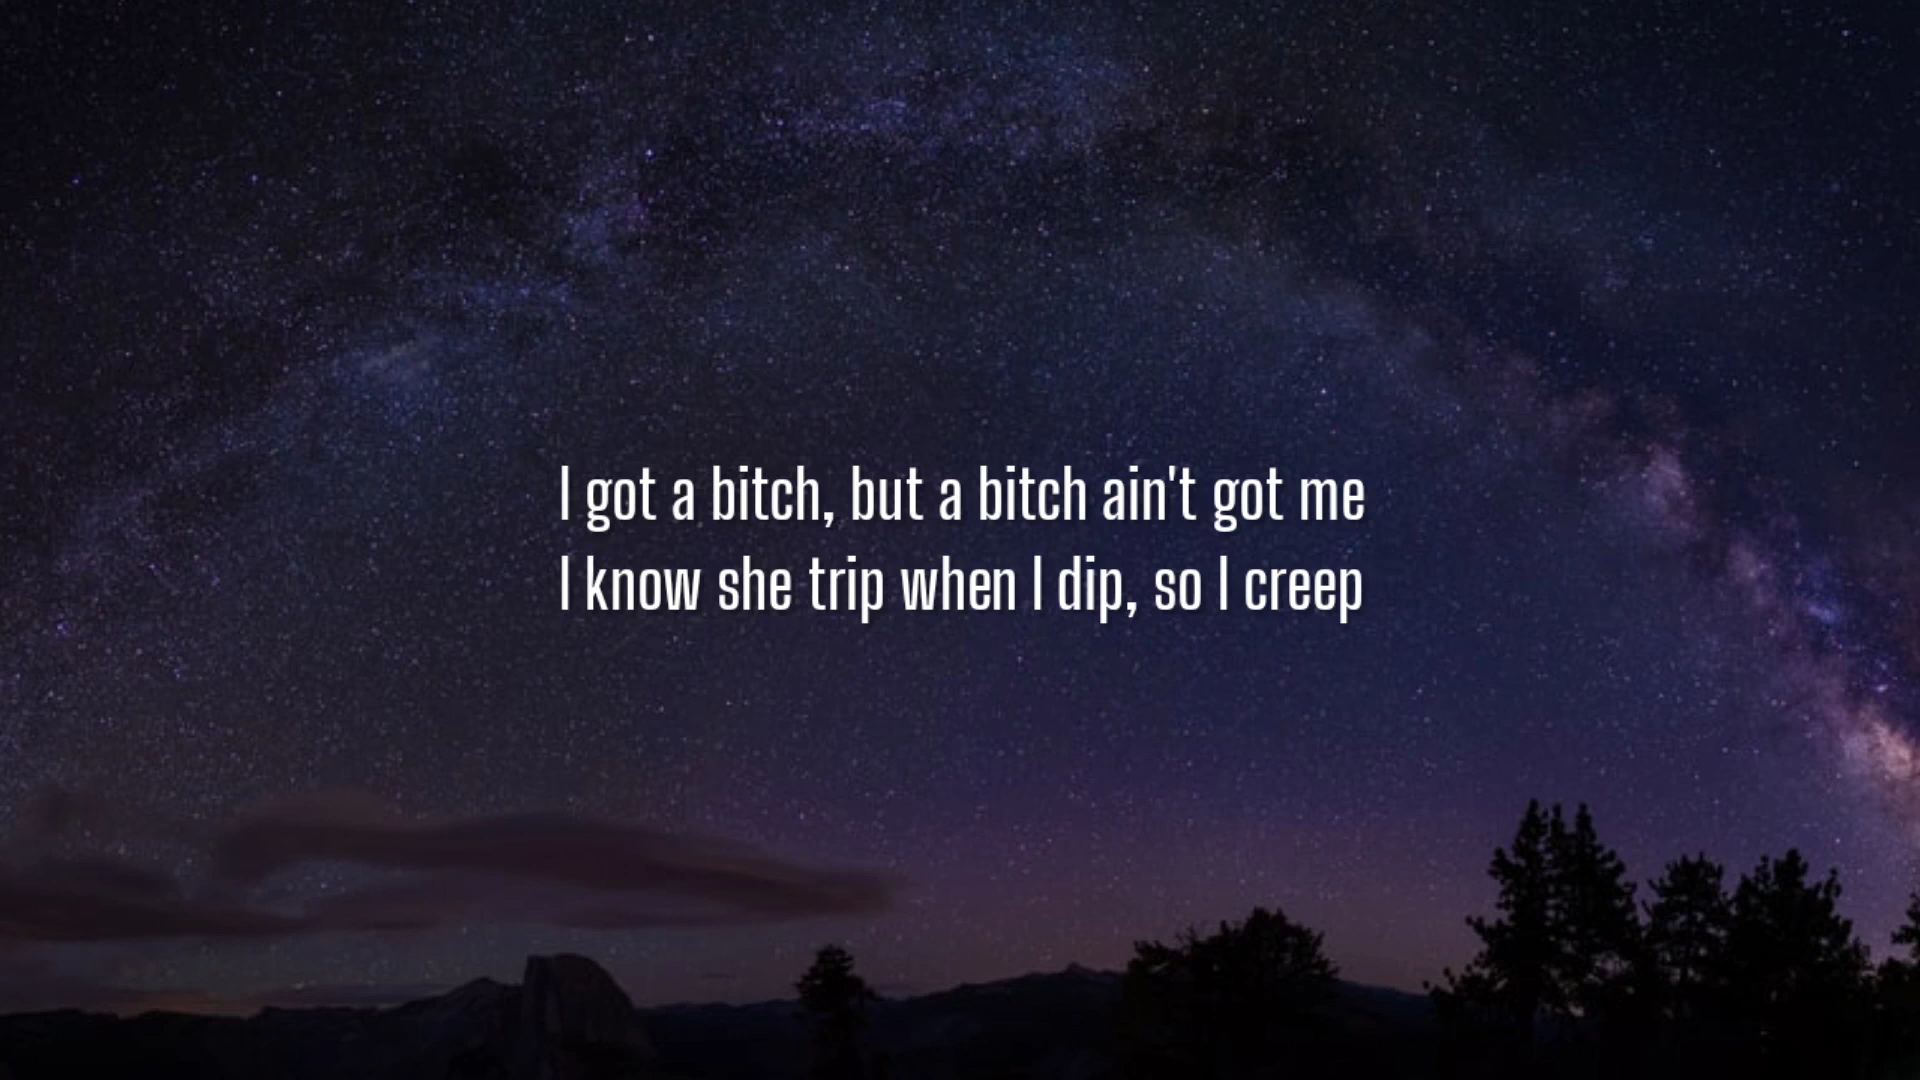 I got a bitch, but a bitch ain't got me
I know she trip when I dip, so I creep